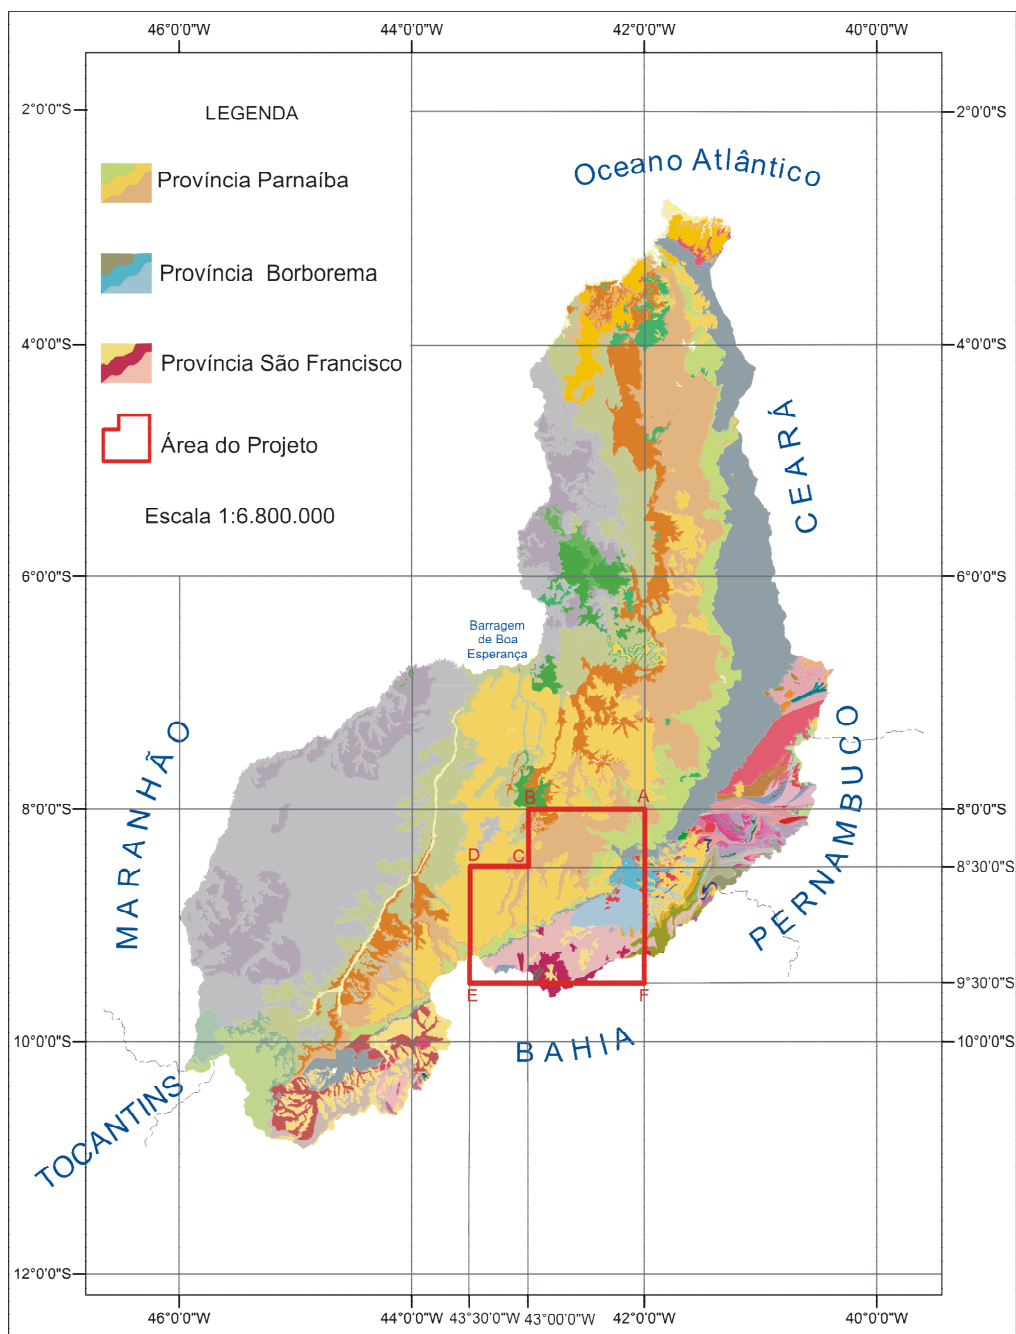 46°0'0"W
42°0'0"W
40°0'0"W
2°0'0"S
2°0'0"S
LEGENDA
Oceano Atlântico
Província Parnaíba
Província Borborema
Província São Francisco
4°0'0"S
4°0'0"S
CEARÁ
Área do Projeto
Escala 1:6.800.000
6°0'0"S
6°0'0"S
Barragem
de Boa
Esperança
MARANHÃO
PERNAMBUCO
8°0'0"S
B
A
8°0'0"S
D
C
8°30'0"S
E
F
9°30'0"S
10°0'0"S
BAHIA
10°0'0"S
TOCANTINS
12°0'0"S
12°0'0"S
46°0'0"W
44°0'0"W
43°30'0"W
43°00'0"W
42°0'0"W
40°0'0"W